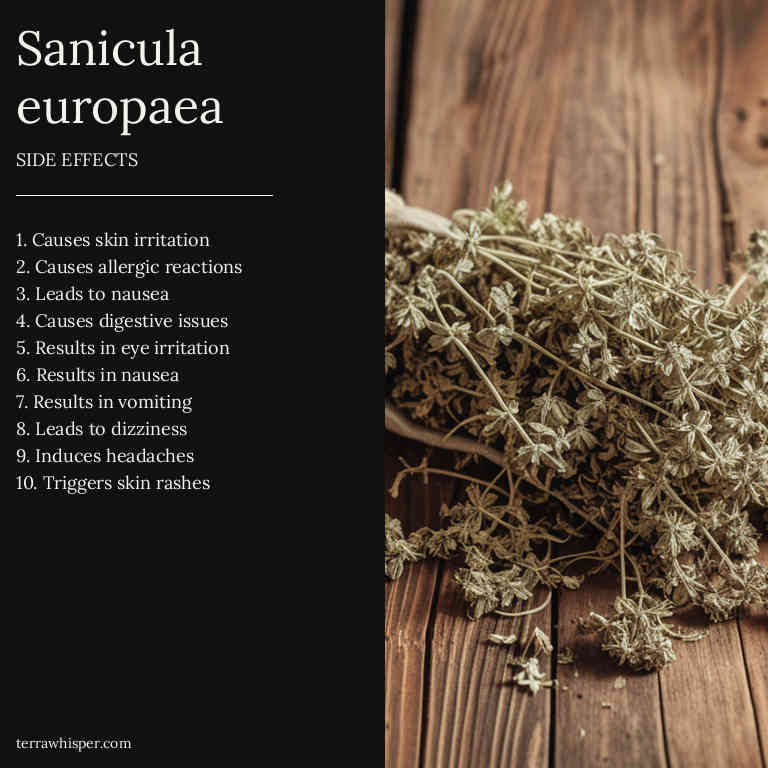 Sanicula
europaea
SIDE EFFECTS
1. Causes skin irritation
2. Causes allergic reactions
3. Leads to nausea
4. Causes digestive issues
5. Results in eye irritation
6. Results in nausea
7. Results in vomiting
8. Leads to dizziness
9. Induces headaches
10. Triggers skin rashes
terrawhisper.com